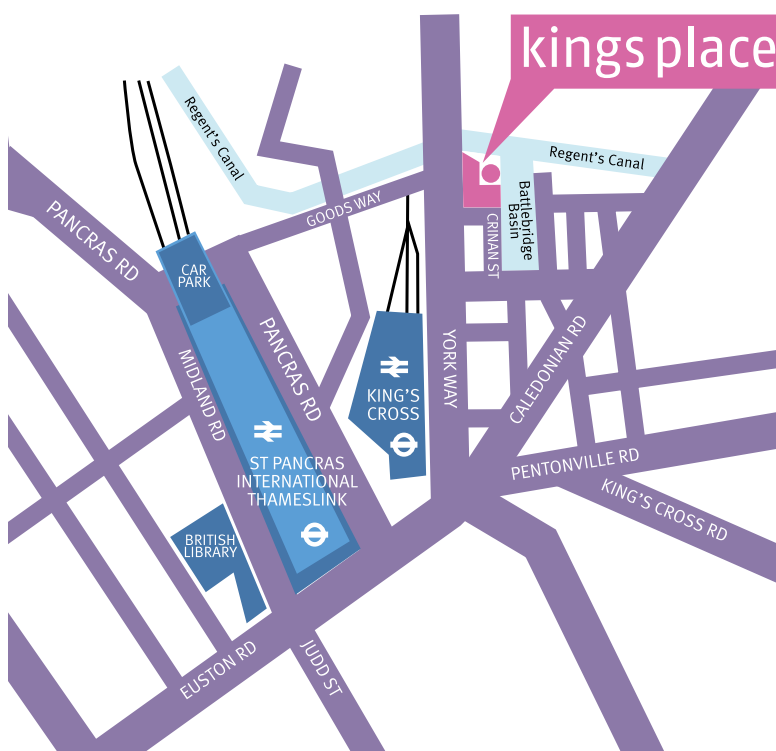 kings place
Regent's Canal
Regent's Canal
Battlebridge
Basin
GOODS WAY
CRINAN ST
PANCRAS RD
CAR
PARK
PANCRAS RD
MIDLAND RD
YORK WAY
CALEDONIAN RD
KING'S
CROSS
ST PANCRAS
INTERNATIONAL
THAMESLINK
PENTONVILLE RD
KING'S CROSS RD
BRITISH
LIBRARY
EUSTON RD
JUDD ST